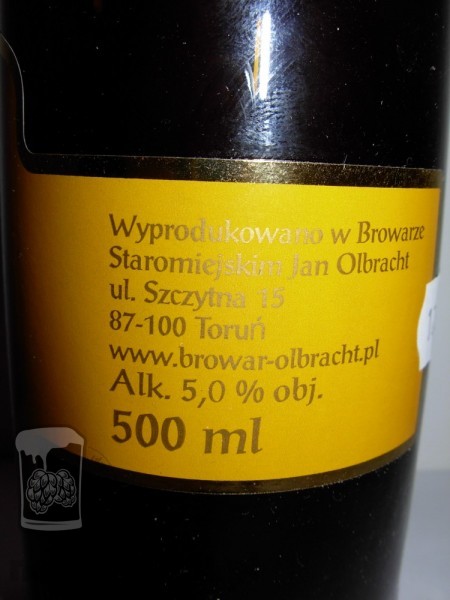 Wyprodukowano w Browarze
Staromiejskim Jan Olbracht
ul. Szczytna 15
87-100 Toruń
www.browar-olbracht.pl
Alk. 5,0 % obj.
500 ml